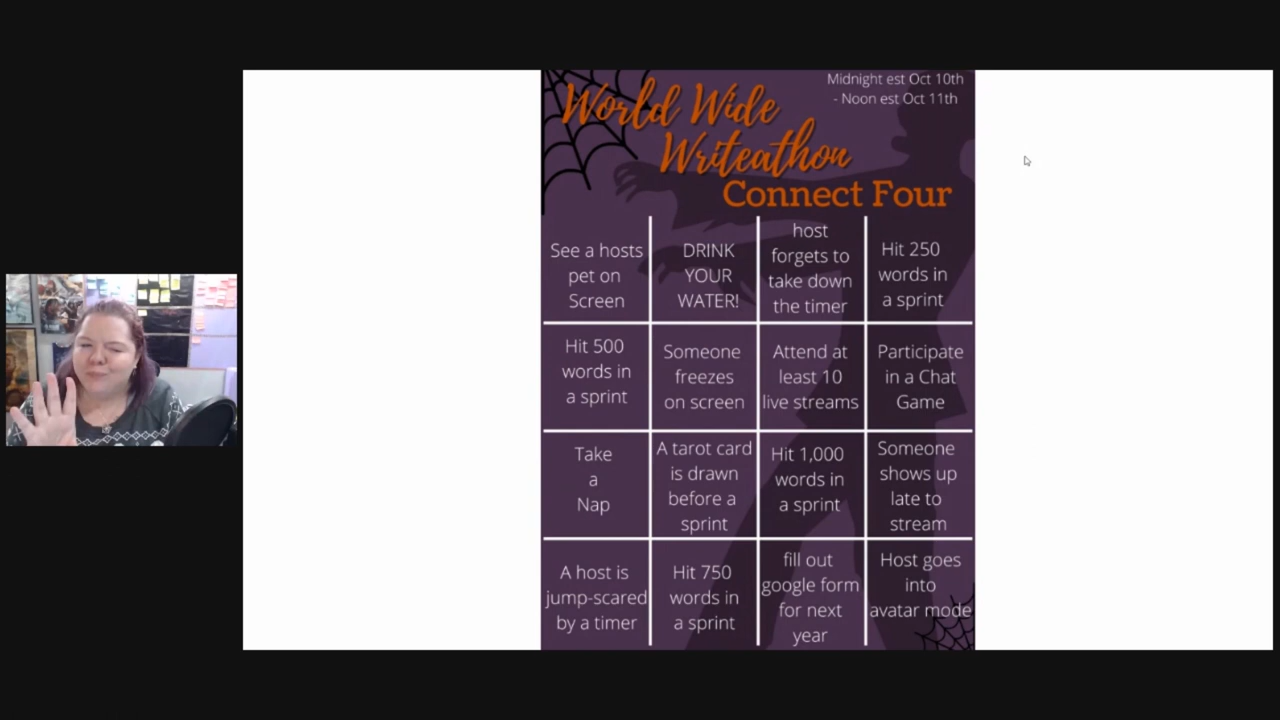 Midnight est Oct 10th
- Noon est Oct 11th
World Wide
Writeathon
Connect Four
See a hosts
pet on
Screen
DRINK
YOUR
WATER!
host
forgets to
take down
the timer
Hit 250
words in
a sprint
Hit 500
words in
a sprint
Someone
freezes
on screen
Attend at
least 10
live streams
Participate
in a Chat
Game
Take
a
Nap
A tarot card
is drawn
before a
sprint
Hit 1,000
words in
a sprint
Someone
shows up
late to
stream
A host is
jump-scared
by a timer
Hit 750
words in
a sprint
fill out
google form
for next
year
Host goes
into
avatar mode